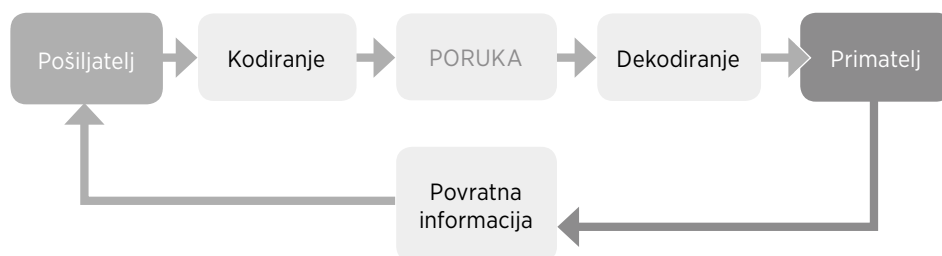 Pošiljatelj
Kodiranje
PORUKA
Dekodiranje
Primatelj
Povratna
informacija